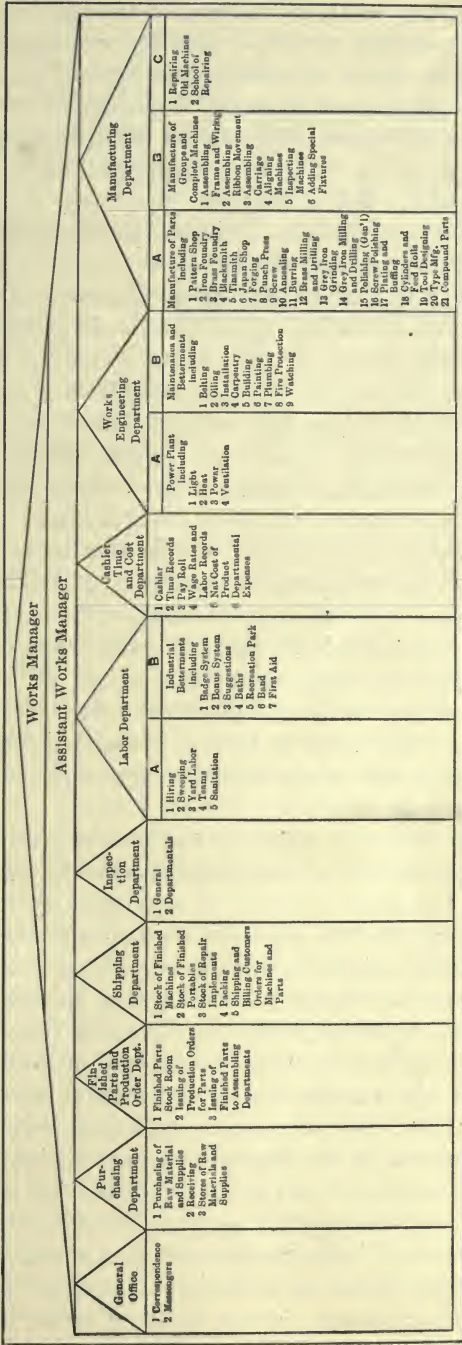 Works Manager
Assistant Works Manager
General
Office
1 Correspondence
2 Messengers
Pur-
chasing
Department
1 Purchasing of
Raw Material
and Supplies
2 Receiving
3 Stores of Raw
Materials and
Supplies
Fin-
ished
Parts and
Production
Order Dept.
1 Finished Parts
Stock Room
2 Issuing of
Production Orders
for Parts
3 Issuing of
Finished Parts
to Assembling
Departments
Shipping
Department
1 Stock of Finished
Machines
2 Stock of Finished
Portables
3 Stock of Repair
Implements
4 Packing
5 Shipping and
Billing Customers
Orders for
Machines and
Parts
Inspec-
tion
Department
1 General
2 Departmentals
Labor Department
A
1 Hiring
2 Sweeping
3 Yard Labor
4 Teams
5 Sanitation
B
Industrial
Betterments
including
1 Badge System
2 Bonus System
3 Suggestions
4 Baths
5 Recreation Park
6 Band
7 First Aid
Cashier
Time
and Cost
Department
1 Cashier
2 Time Records
3 Pay Roll
4 Wage Rates and
Labor Records
5 Net Cost of
Product
6 Departmental
Expenses
Works
Engineering
Department
A
Power Plant
including
1 Light
2 Heat
3 Power
4 Ventilation
B
Maintenance and
Betterments
including
1 Belting
2 Oiling
3 Installation
4 Carpentry
5 Building
6 Painting
7 Plumbing
8 Fire Protection
9 Watching
Manufacturing
Department
A
Manufacture of Parts
Including
1 Pattern Shop
2 Iron Foundry
3 Brass Foundry
4 Blacksmith
5 Tinsmith
6 Japan Shop
7 Forging
8 Punch Press
9 Screw
10 Annealing
11 Burring
12 Brass Milling
and Drilling
13 Grey Iron
Grinding
14 Grey Iron Milling
and Drilling
15 Polishing (Gen'l)
16 Screw Polishing
17 Plating and
Buffing
18 Cylinders and
Feed Rolls
19 Tool Designing
20 Type Mfg.
21 Compound Parts
B
Manufacture of
Groups and
Complete Machines
1 Assembling
Frame and Wiring
2 Assembling
Ribbon Movement
3 Assembling
Carriage
4 Aligning
Machines
5 Inspecting
Machines
6 Adding Special
Fixtures
C
1 Repairing
Old Machines
2 School of
Repairing